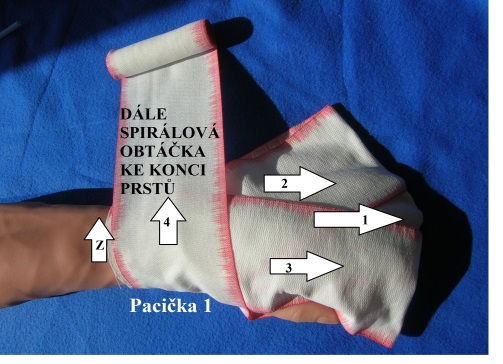 DÁLE
SPIRÁLOVÁ
OBTÁČKA
KE KONCI
PRSTŮ
2
1
4
Z
3
Pacička 1